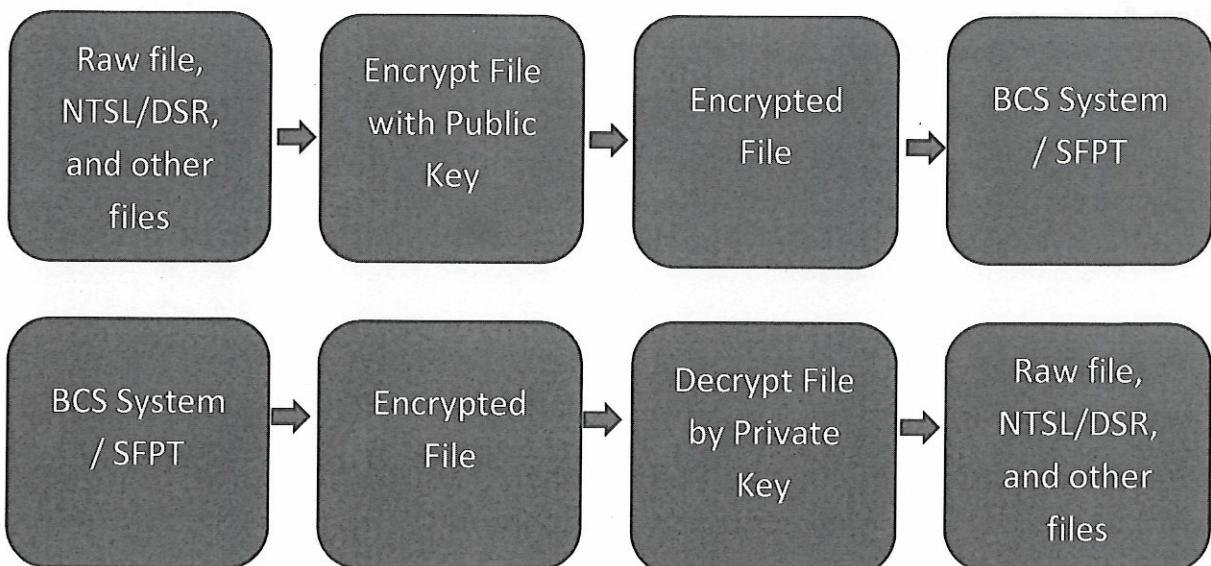 Raw file,
NTSL/DSR,
and other
files
Encrypt File
with Public
Key
Encrypted
File
BCS System
/ SFPT
BCS System
/ SFPT
Encrypted
File
Decrypt File
by Private
Key
Raw file,
NTSL/DSR,
and other
files